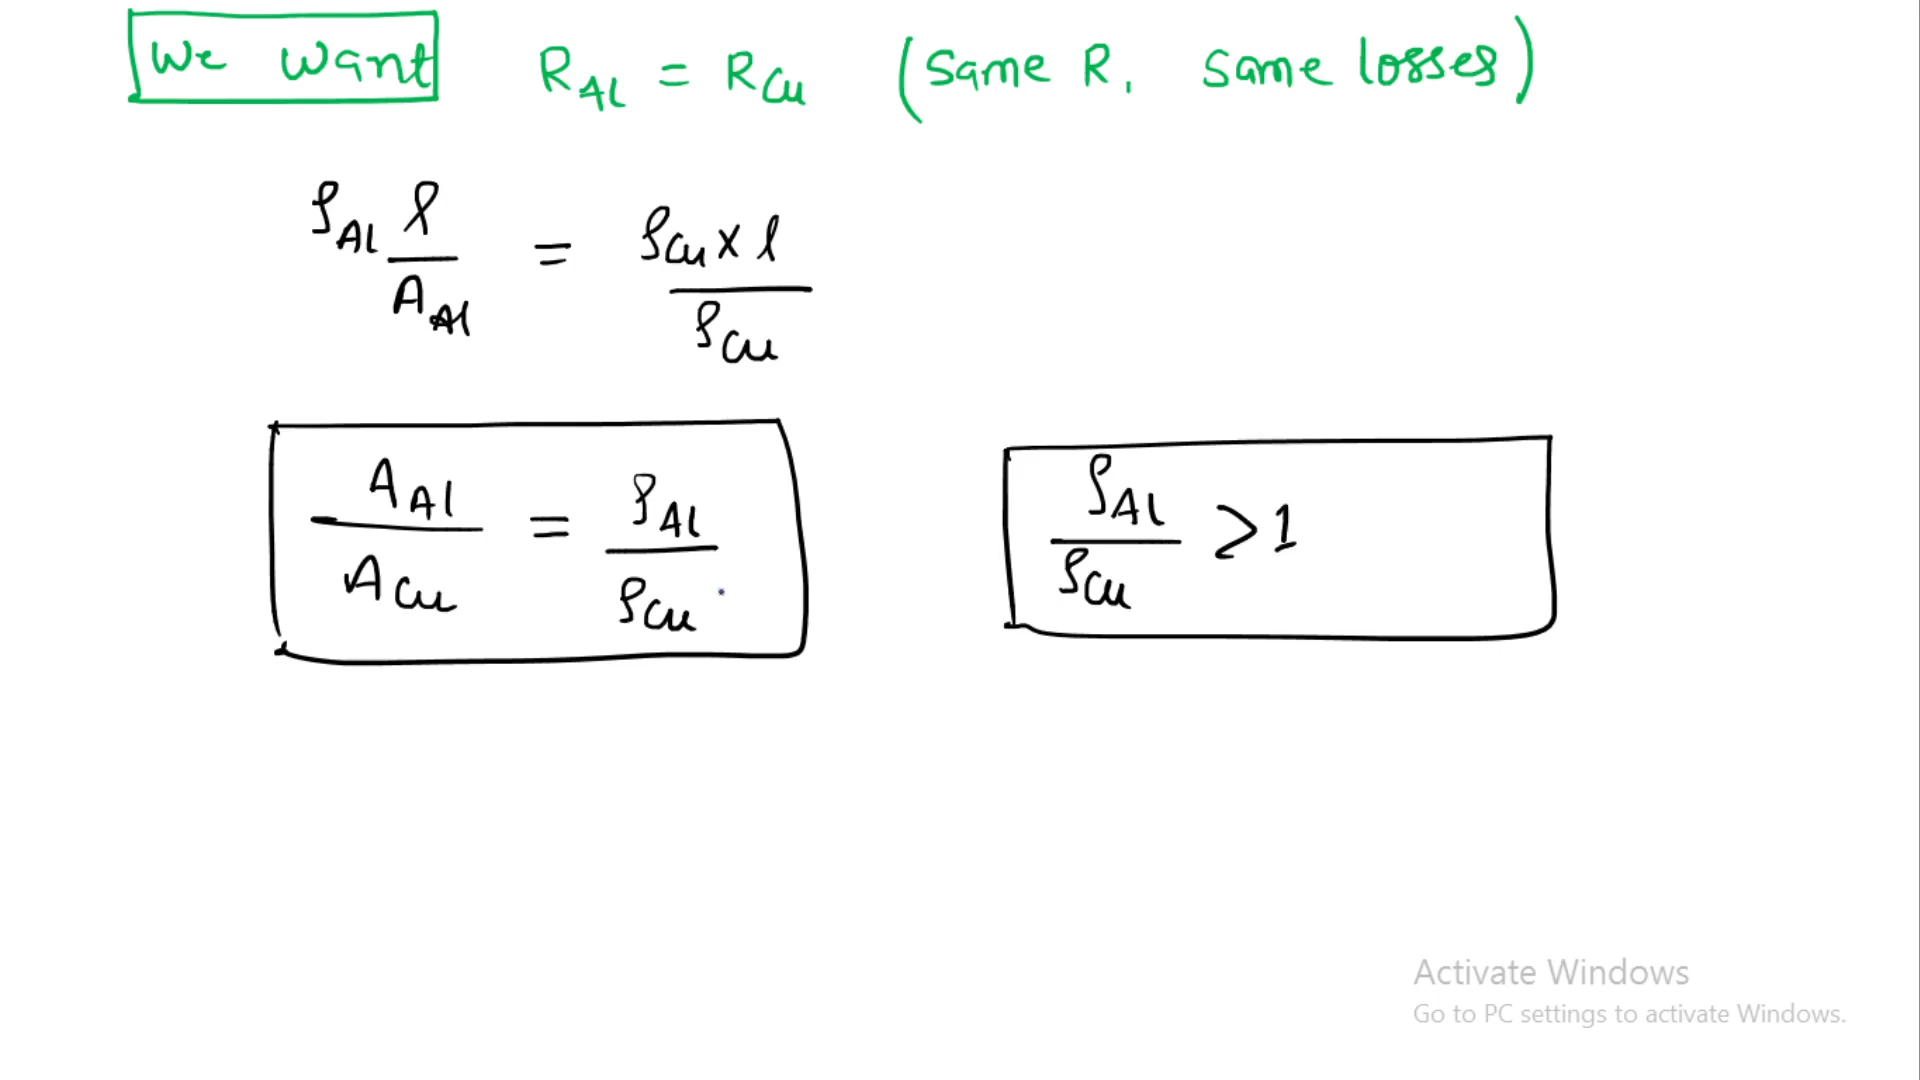 We want R_Al = R_Cu (same R, same losses)
ρ_Al l / A_Al = ρ_Cu x l / ρ_Cu
A_Al / A_Cu = ρ_Al / ρ_Cu
ρ_Al / ρ_Cu > 1
Activate Windows
Go to PC settings to activate Windows.